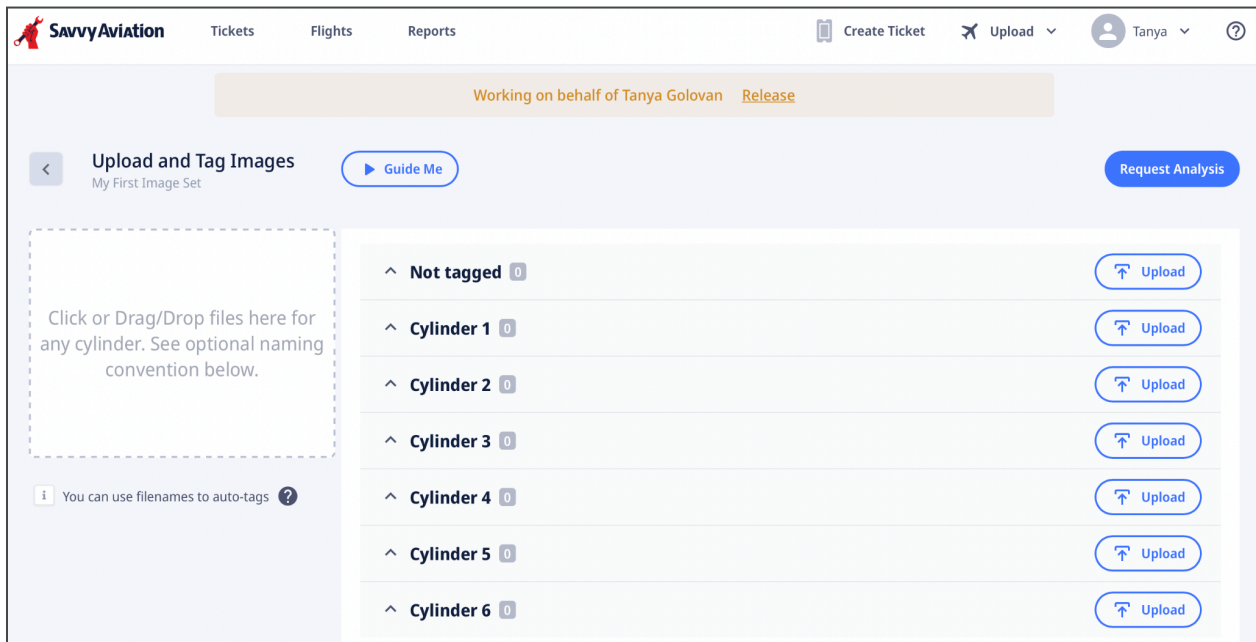 SAVVY AVIATION Tickets Flights Reports Create Ticket Upload Tanya ?
Working on behalf of Tanya Golovan Release
Upload and Tag Images
My First Image Set
Guide Me
Request Analysis
Click or Drag/Drop files here for
any cylinder. See optional naming
convention below.
i You can use filenames to auto-tags ?
Not tagged 0 Upload
Cylinder 1 0 Upload
Cylinder 2 0 Upload
Cylinder 3 0 Upload
Cylinder 4 0 Upload
Cylinder 5 0 Upload
Cylinder 6 0 Upload